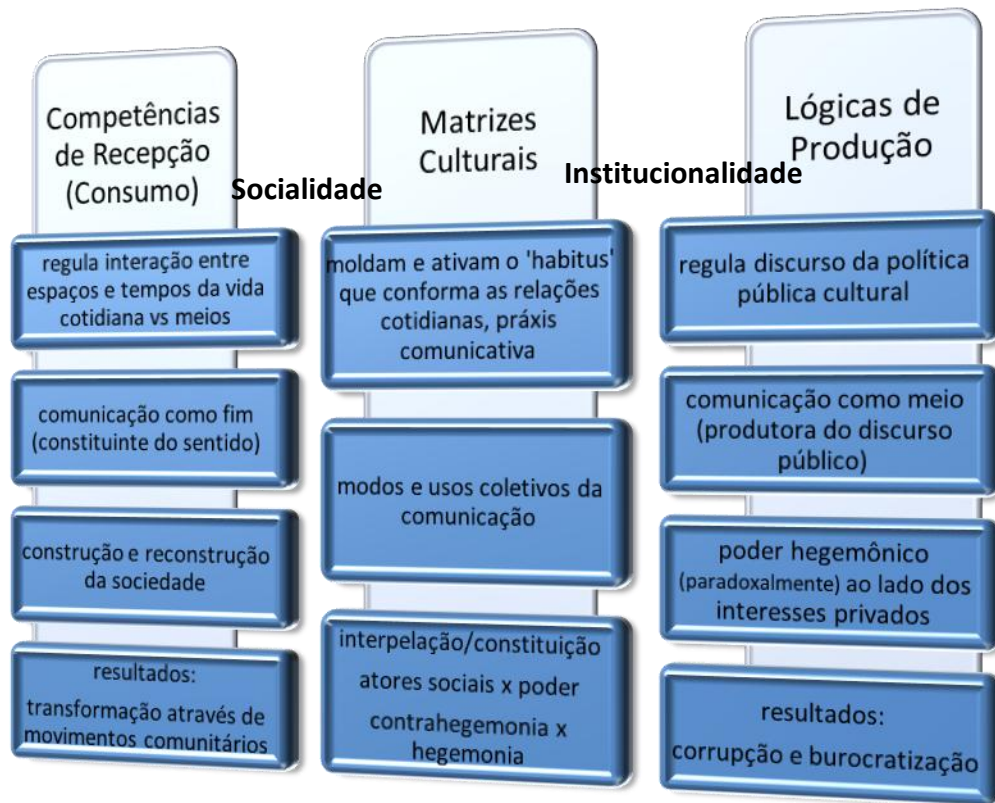 Competências
de Recepção
(Consumo)
Socialidade
regula interação entre
espaços e tempos da vida
cotidiana vs meios
comunicação como fim
(constituinte do sentido)
construção e reconstrução
da sociedade
resultados:
transformação através de
movimentos comunitários
Matrizes
Culturais
Institucionalidade
moldam e ativam o 'habitus'
que conforma as relações
cotidianas, práxis
comunicativa
modos e usos coletivos da
comunicação
interpelação/constituição
atores sociais x poder
contrahegemonia x
hegemonia
Lógicas de
Produção
regula discurso da política
pública cultural
comunicação como meio
(produtora do discurso
público)
poder hegemônico
(paradoxalmente) ao lado dos
interesses privados
resultados:
corrupção e burocratização